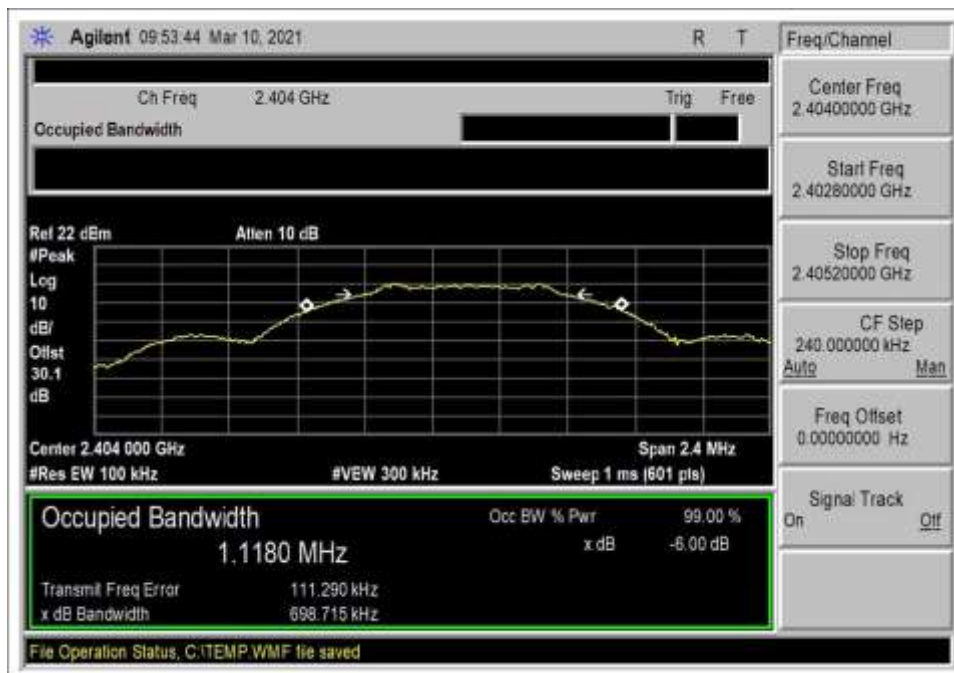 Agilent 09:53:44 Mar 10, 2021 R T
Freq/Channel
Ch Freq 2.404 GHz Trig Free
Occupied Bandwidth
Center Freq
2.40400000 GHz
Start Freq
2.40280000 GHz
Stop Freq
2.40520000 GHz
CF Step
240.000000 kHz
Auto Man
Freq Offset
0.00000000 Hz
Signal Track
On Off
Ref 22 dBm Atten 10 dB
#Peak
Log
10
dB/
Offst
30.1
dB
Center 2.404 000 GHz Span 2.4 MHz
#Res BW 100 kHz #VBW 300 kHz Sweep 1 ms (601 pts)
Occupied Bandwidth Occ BW % Pwr 99.00 %
1.1180 MHz x dB -6.00 dB
Transmit Freq Error 111.290 kHz
x dB Bandwidth 698.715 kHz
File Operation Status, C:\TEMP.WMF file saved